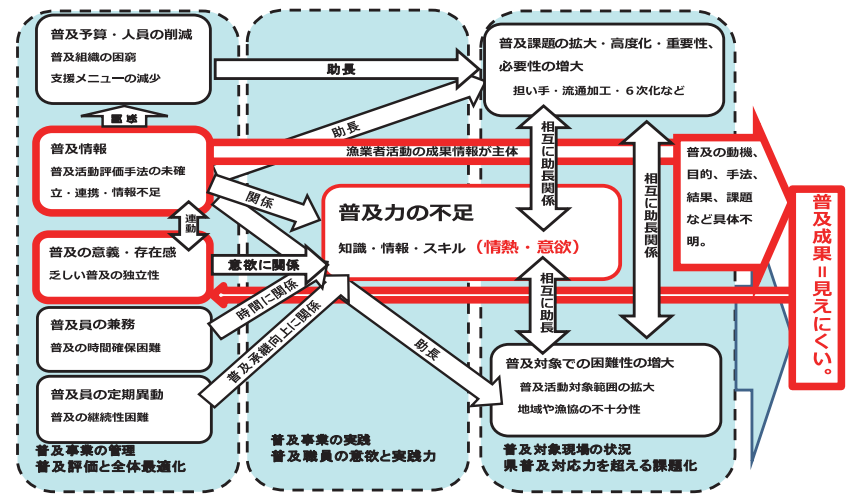 普及予算・人員の削減
普及組織の困窮
支援メニューの減少
普及情報
普及活動評価手法の未確
立・連携・情報不足
連動
普及の意義・存在感
乏しい普及の独立性
普及員の兼務
普及の時間確保困難
普及員の定期異動
普及の継続性困難
普及事業の管理
普及評価と全体最適化
助長
助長
漁業者活動の成果情報が主体
関係
普及力の不足
知識・情報・スキル（情熱・意欲）
意欲に関係
時間に関係
普及承継向上に関係
助長
普及事業の実践
普及職員の意欲と実践力
普及課題の拡大・高度化・重要性、
必要性の増大
担い手・流通加工・６次化など
相互に助長関係
相互に助長関係
相互に助長
普及対象での困難性の増大
普及活動対象範囲の拡大
地域や漁協の不十分性
普及対象現場の状況
県普及対応力を超える課題化
普及の動機、
目的、手法、
結果、課題
など具体不
明。
普及成果＝見えにくい。